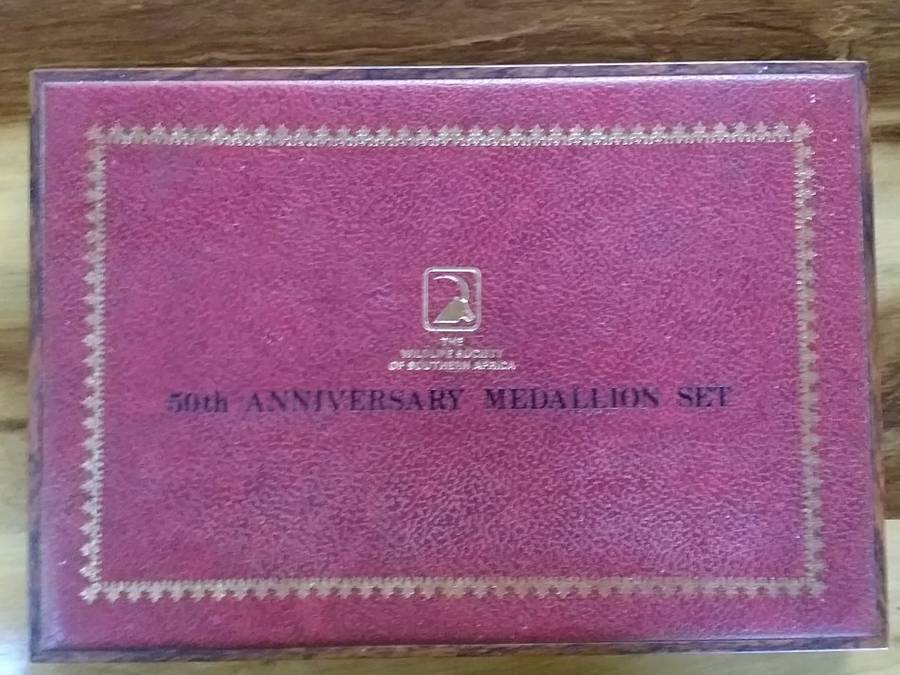 THE
WILDLIFE SOCIETY
OF SOUTHERN AFRICA
50th ANNIVERSARY MEDALLION SET